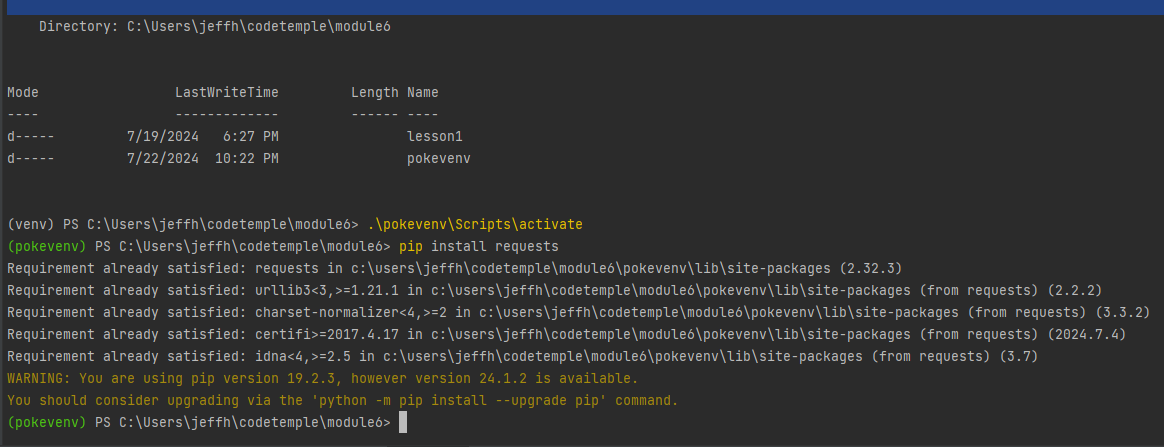 Directory: C:\Users\jeffh\codetemple\module6
Mode                LastWriteTime         Length Name
----                -------------         ------ ----
d-----        7/19/2024   6:27 PM                lesson1
d-----        7/22/2024  10:22 PM                pokevenv
(venv) PS C:\Users\jeffh\codetemple\module6> .\pokevenv\Scripts\activate
(pokevenv) PS C:\Users\jeffh\codetemple\module6> pip install requests
Requirement already satisfied: requests in c:\users\jeffh\codetemple\module6\pokevenv\lib\site-packages (2.32.3)
Requirement already satisfied: urllib3<3,>=1.21.1 in c:\users\jeffh\codetemple\module6\pokevenv\lib\site-packages (from requests) (2.2.2)
Requirement already satisfied: charset-normalizer<4,>=2 in c:\users\jeffh\codetemple\module6\pokevenv\lib\site-packages (from requests) (3.3.2)
Requirement already satisfied: certifi>=2017.4.17 in c:\users\jeffh\codetemple\module6\pokevenv\lib\site-packages (from requests) (2024.7.4)
Requirement already satisfied: idna<4,>=2.5 in c:\users\jeffh\codetemple\module6\pokevenv\lib\site-packages (from requests) (3.7)
WARNING: You are using pip version 19.2.3, however version 24.1.2 is available.
You should consider upgrading via the 'python -m pip install --upgrade pip' command.
(pokevenv) PS C:\Users\jeffh\codetemple\module6>